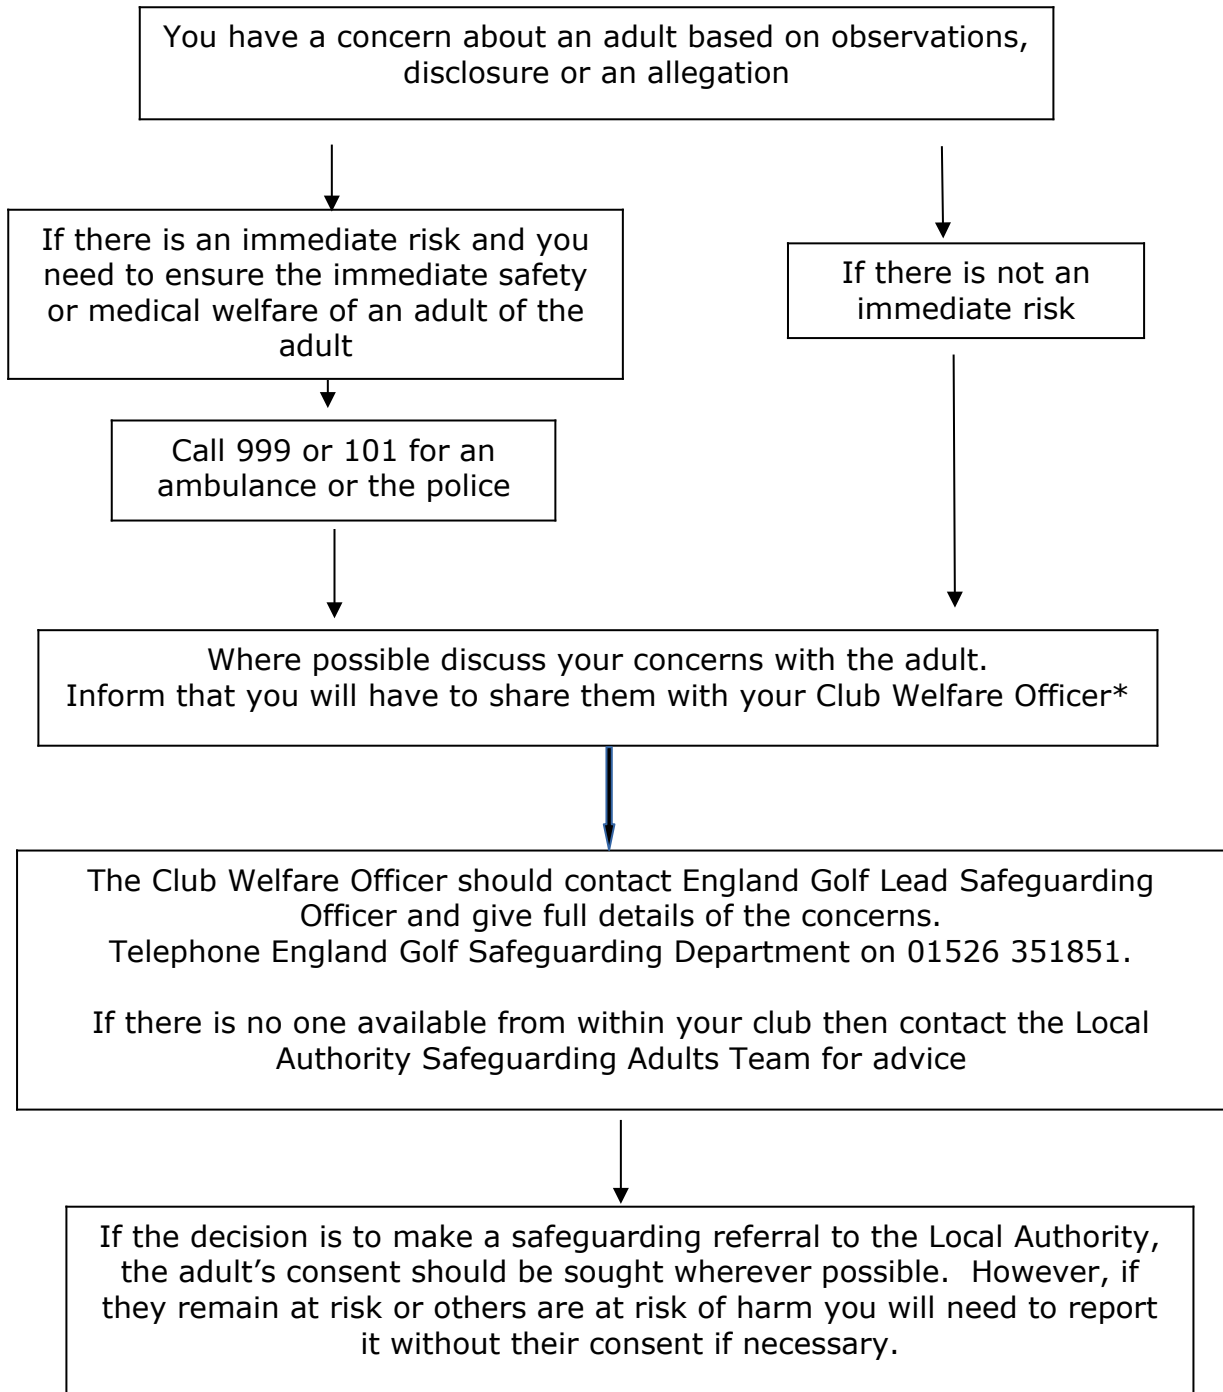 You have a concern about an adult based on observations,
disclosure or an allegation
If there is an immediate risk and you
need to ensure the immediate safety
or medical welfare of an adult of the
adult
If there is not an
immediate risk
Call 999 or 101 for an
ambulance or the police
Where possible discuss your concerns with the adult.
Inform that you will have to share them with your Club Welfare Officer*
The Club Welfare Officer should contact England Golf Lead Safeguarding
Officer and give full details of the concerns.
Telephone England Golf Safeguarding Department on 01526 351851.
If there is no one available from within your club then contact the Local
Authority Safeguarding Adults Team for advice
If the decision is to make a safeguarding referral to the Local Authority,
the adult’s consent should be sought wherever possible.  However, if
they remain at risk or others are at risk of harm you will need to report
it without their consent if necessary.